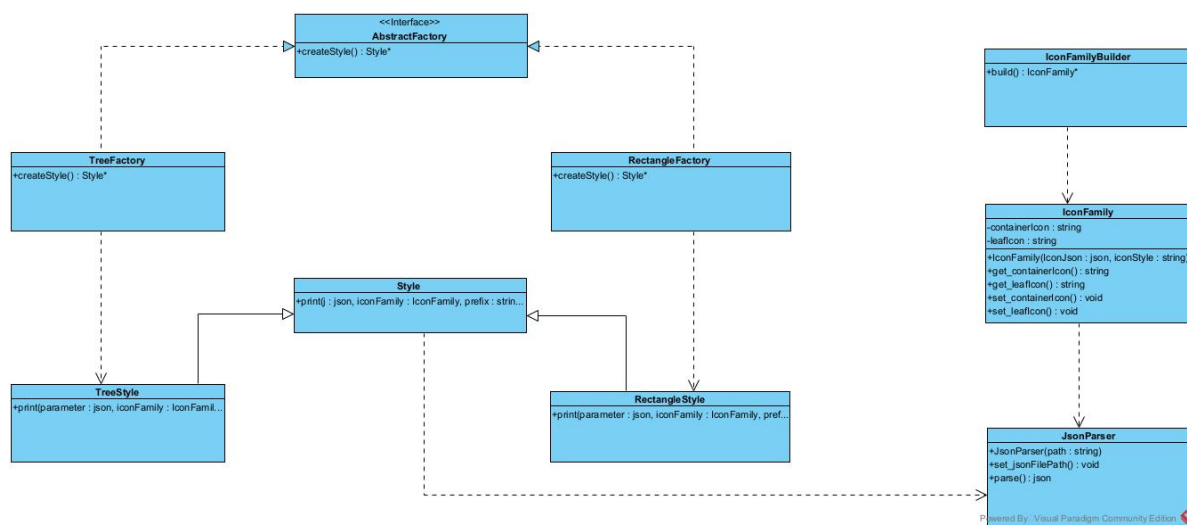 <<Interface>>
AbstractFactory
+createStyle() : Style*
IconFamilyBuilder
+build() : IconFamily*
TreeFactory
+createStyle() : Style*
RectangleFactory
+createStyle() : Style*
IconFamily
-containerIcon : string
-leafIcon : string
+IconFamily(IconJson : json, iconStyle : string)
+get_containerIcon() : string
+get_leafIcon() : string
+set_containerIcon() : void
+set_leafIcon() : void
Style
+print(j : json, iconFamily : IconFamily, prefix : strin...
TreeStyle
+print(parameter : json, iconFamily : IconFamil...
RectangleStyle
+print(parameter : json, iconFamily : IconFamily, pref...
JsonParser
+JsonParser(path : string)
+set_jsonFilePath() : void
+parse() : json
Powered By Visual Paradigm Community Edition